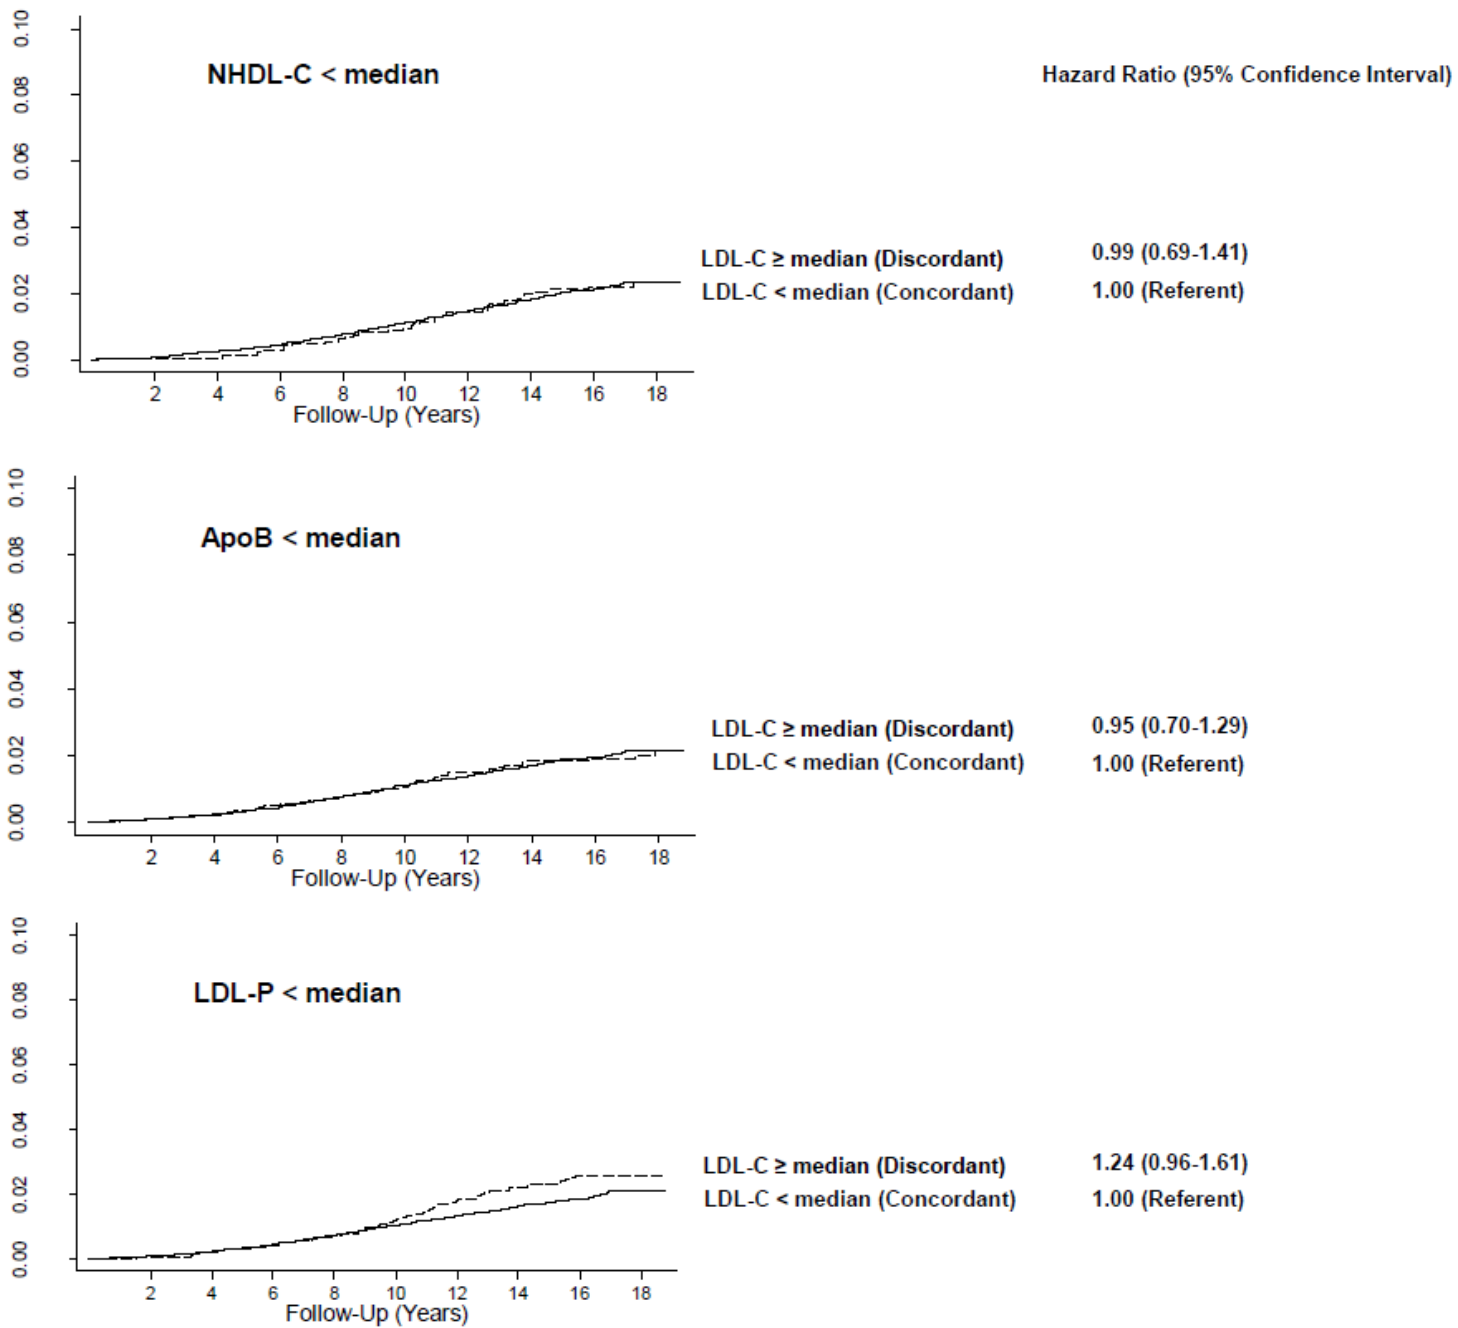 0.10
0.08
0.06
0.04
0.02
0.00
NHDL-C < median
Hazard Ratio (95% Confidence Interval)
LDL-C ≥ median (Discordant) 0.99 (0.69-1.41)
LDL-C < median (Concordant) 1.00 (Referent)
2 4 6 8 10 12 14 16 18
Follow-Up (Years)
0.10
0.08
0.06
0.04
0.02
0.00
ApoB < median
LDL-C ≥ median (Discordant) 0.95 (0.70-1.29)
LDL-C < median (Concordant) 1.00 (Referent)
2 4 6 8 10 12 14 16 18
Follow-Up (Years)
0.10
0.08
0.06
0.04
0.02
0.00
LDL-P < median
LDL-C ≥ median (Discordant) 1.24 (0.96-1.61)
LDL-C < median (Concordant) 1.00 (Referent)
2 4 6 8 10 12 14 16 18
Follow-Up (Years)